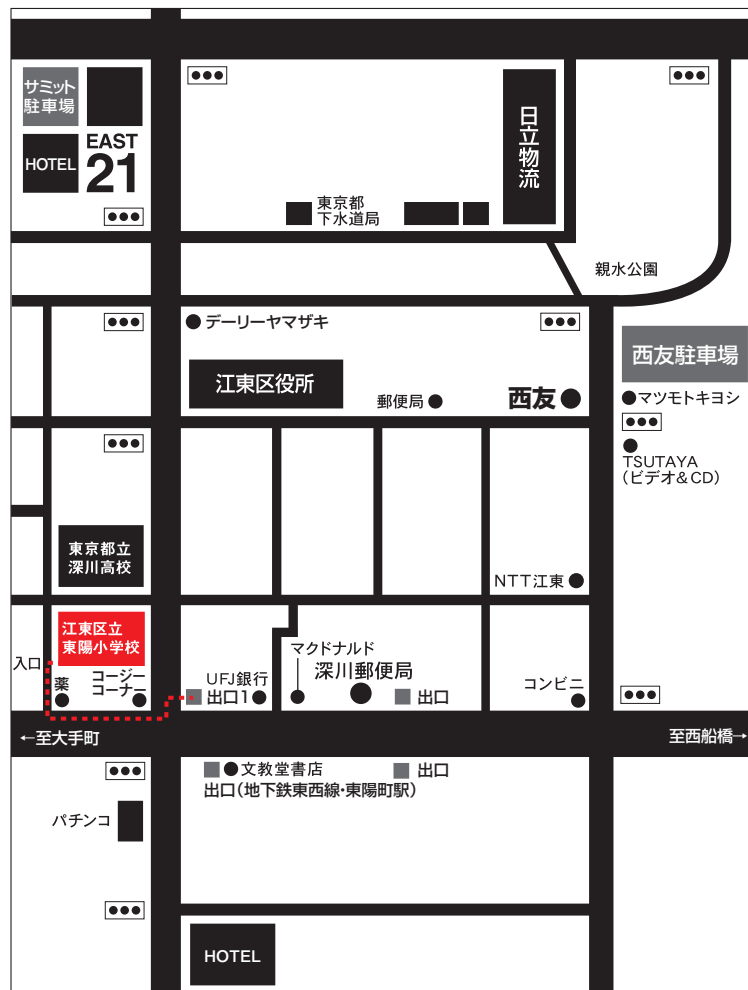 サミット
駐車場
HOTEL
EAST
21
日立物流
東京都
下水道局
親水公園
デーリーヤマザキ
江東区役所
郵便局
西友
西友駐車場
マツモトキヨシ
TSUTAYA
(ビデオ&CD)
東京都立
深川高校
NTT江東
江東区立
東陽小学校
入口
薬
コージー
コーナー
UFJ銀行
出口1
マクドナルド
深川郵便局
出口
コンビニ
←至大手町
至西船橋→
文教堂書店
出口
出口(地下鉄東西線・東陽町駅)
パチンコ
HOTEL